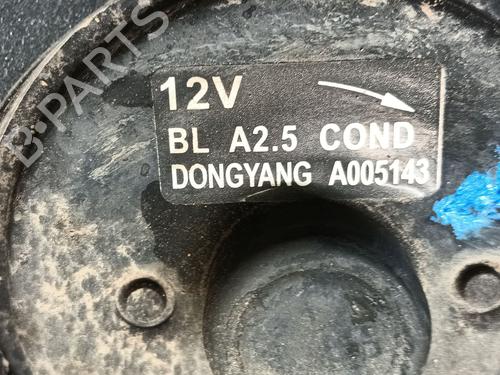 B-PARTS
12V
BL A2.5 COND
DONGYANG A005143